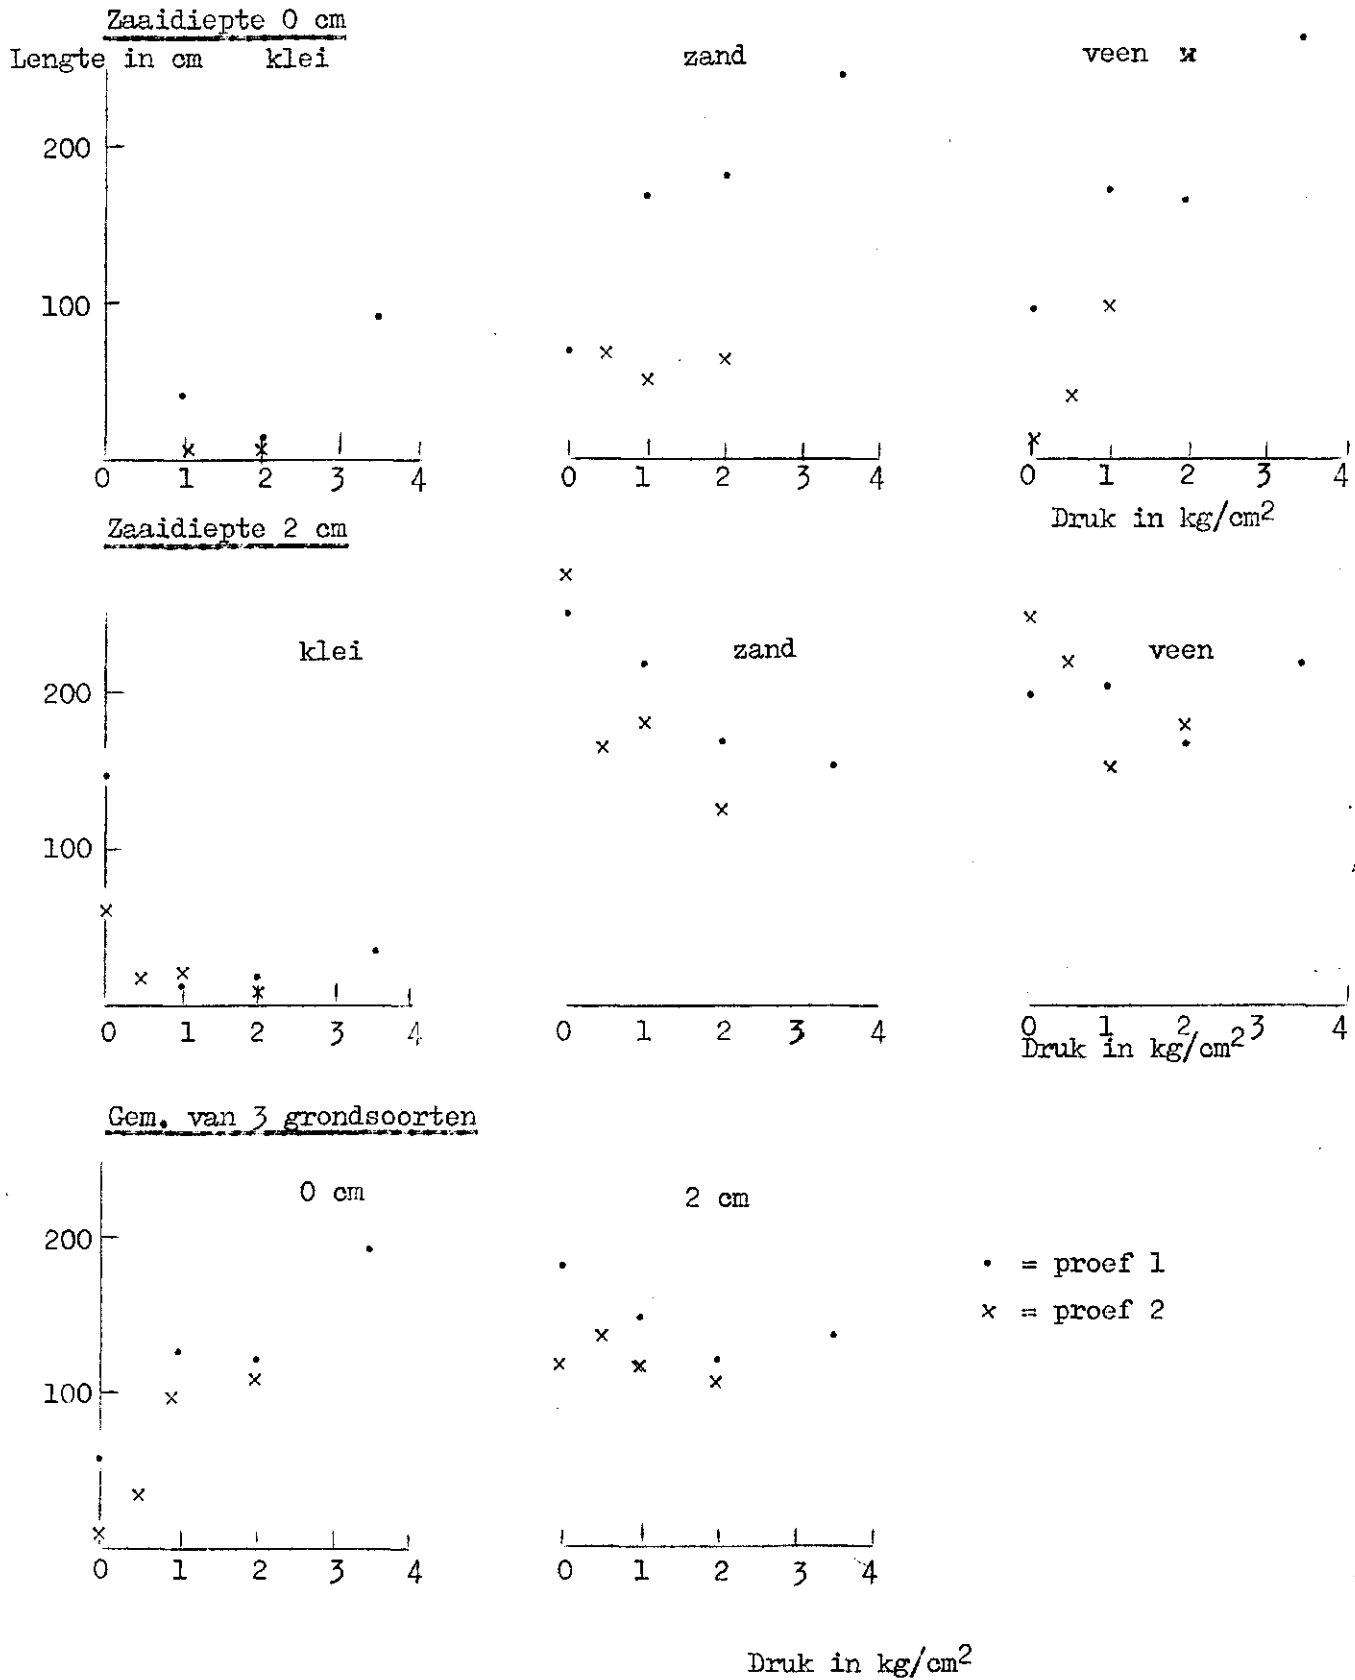 Zaaidiepte 0 cm
Lengte in cm klei zand veen x
200
100
0 1 2 3 4 0 1 2 3 4 0 1 2 3 4
Druk in kg/cm²
Zaaidiepte 2 cm
klei zand veen
200
100
0 1 2 3 4 0 1 2 3 4 0 1 2 3 4
Druk in kg/cm²
Gem. van 3 grondsoorten
0 cm 2 cm
200
• = proef 1
x = proef 2
100
0 1 2 3 4 0 1 2 3 4
Druk in kg/cm²